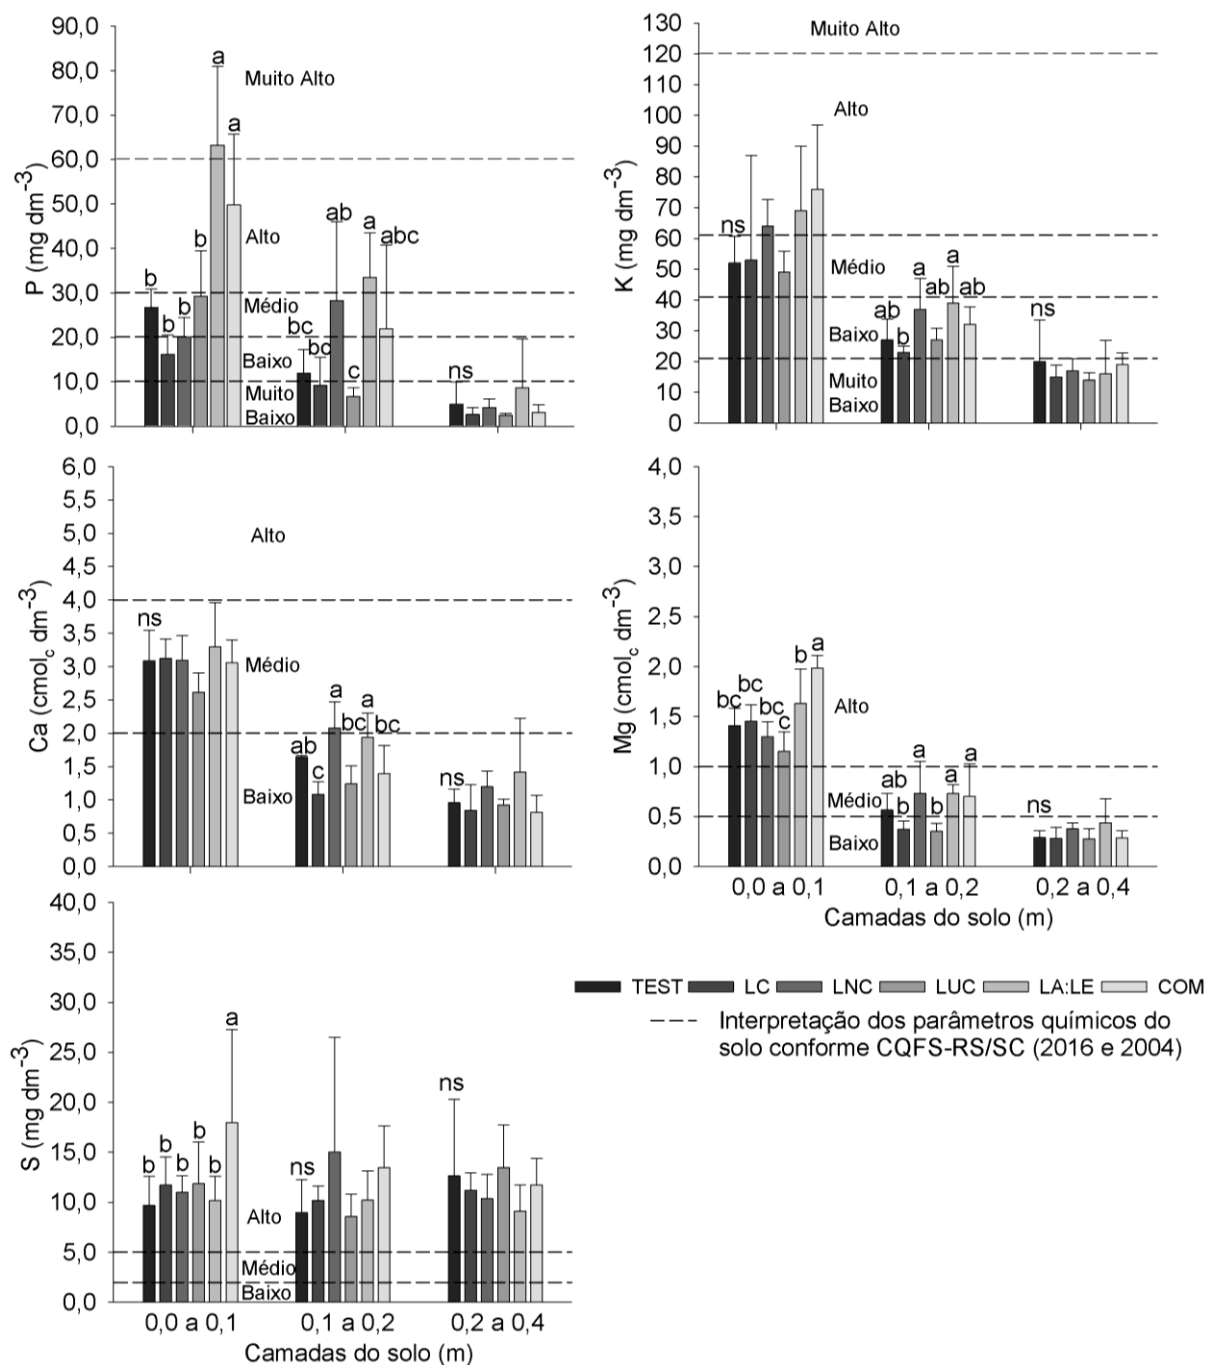 90,0
80,0
70,0
60,0
50,0
40,0
30,0
20,0
10,0
0,0
P (mg dm-3)
Muito Alto
Alto
Médio
Baixo
Muito
Baixo
b b b b a a
bc bc ab c a abc
ns
130
120
110
100
90
80
70
60
50
40
30
20
10
0
K (mg dm-3)
Muito Alto
Alto
Médio
Baixo
Muito
Baixo
ns
ab b a ab a ab
ns
6,0
5,5
5,0
4,5
4,0
3,5
3,0
2,5
2,0
1,5
1,0
0,5
0,0
Ca (cmolc dm-3)
Alto
Médio
Baixo
ns
ab c a bc a bc
ns
4,0
3,5
3,0
2,5
2,0
1,5
1,0
0,5
0,0
Mg (cmolc dm-3)
Alto
Médio
Baixo
bc bc bc c b a
ab b a b a a
ns
0,0 a 0,1 0,1 a 0,2 0,2 a 0,4
Camadas do solo (m)
40,0
35,0
30,0
25,0
20,0
15,0
10,0
5,0
0,0
S (mg dm-3)
Alto
Médio
Baixo
b b b b b a
ns
ns
0,0 a 0,1 0,1 a 0,2 0,2 a 0,4
Camadas do solo (m)
TEST LC LNC LUC LA:LE COM
Interpretação dos parâmetros químicos do
solo conforme CQFS-RS/SC (2016 e 2004)